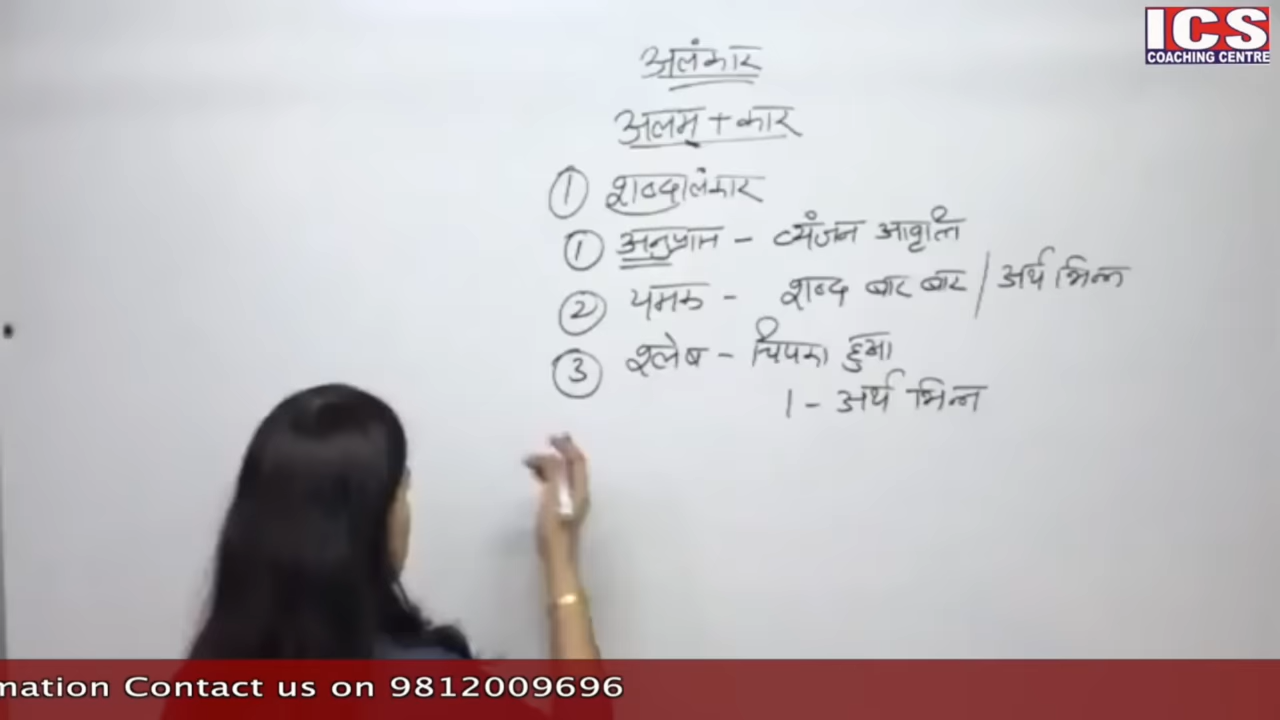 ICS
COACHING CENTRE
अलंकार
अलम् + कार
① शब्दालंकार
① अनुप्रास - व्यंजन आवृत्ति
② यमक - शब्द बार बार / अर्थ भिन्न
③ श्लेष - चिपका हुआ
1 - अर्थ भिन्न
mation Contact us on 9812009696